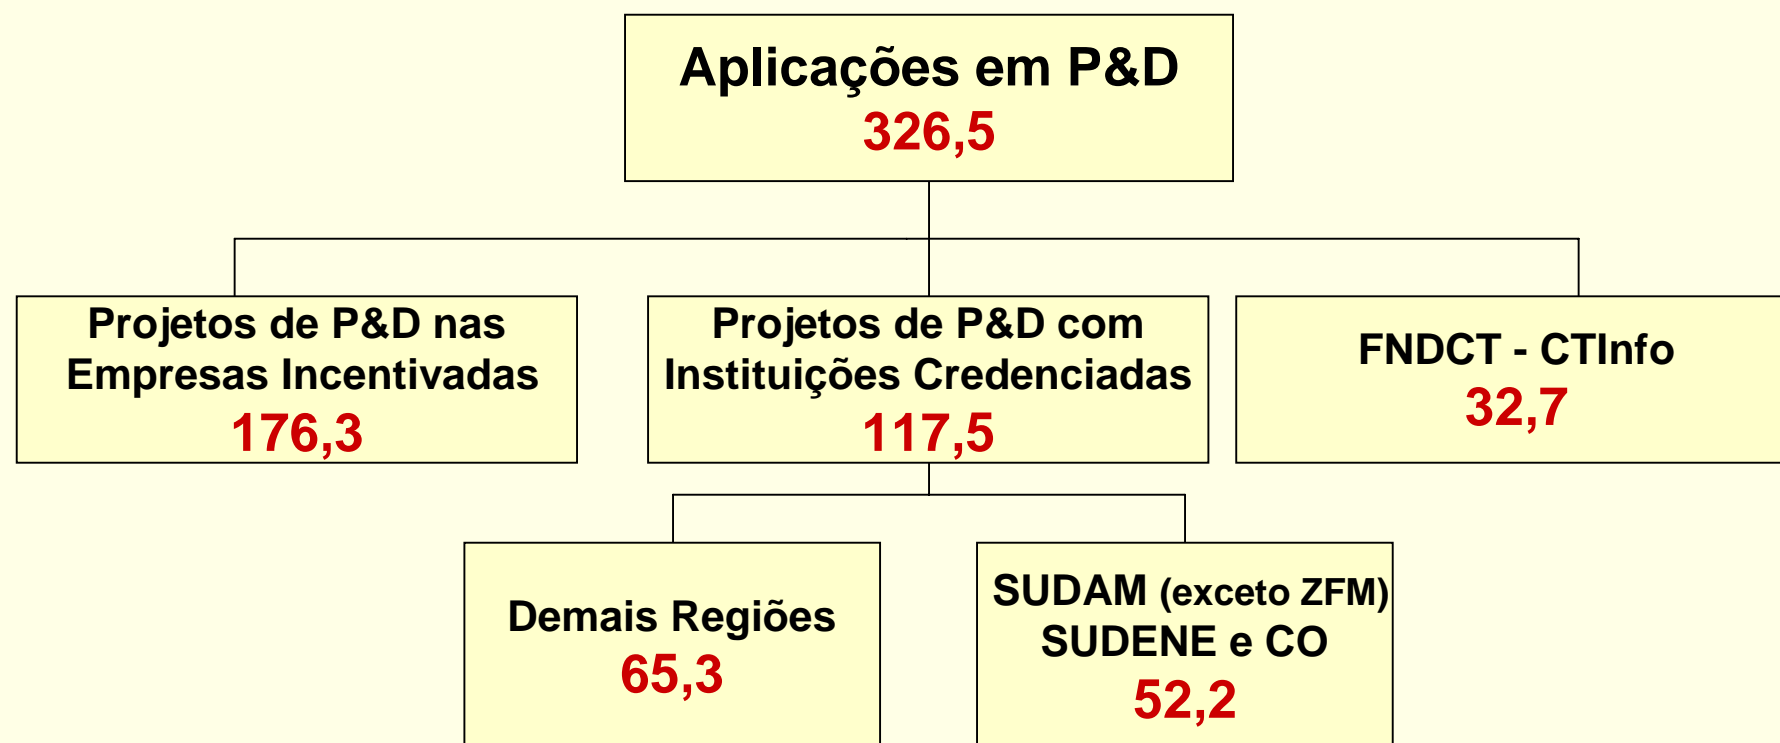 Aplicações em P&D
326,5
Projetos de P&D nas
Empresas Incentivadas
176,3
Projetos de P&D com
Instituições Credenciadas
117,5
FNDCT - CTInfo
32,7
Demais Regiões
65,3
SUDAM (exceto ZFM)
SUDENE e CO
52,2